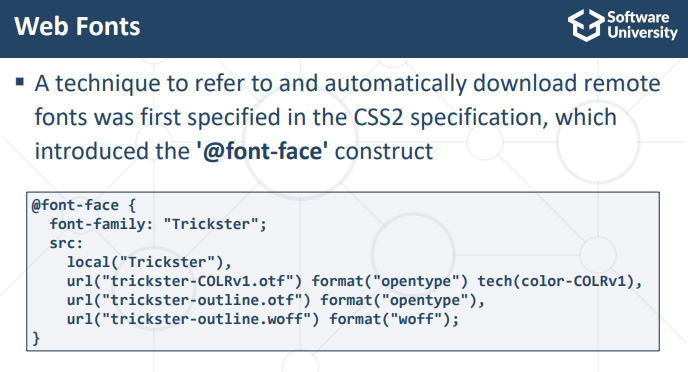 Web Fonts
Software
University
▪ A technique to refer to and automatically download remote
fonts was first specified in the CSS2 specification, which
introduced the '@font-face' construct
@font-face {
  font-family: "Trickster";
  src:
    local("Trickster"),
    url("trickster-COLRv1.otf") format("opentype") tech(color-COLRv1),
    url("trickster-outline.otf") format("opentype"),
    url("trickster-outline.woff") format("woff");
}